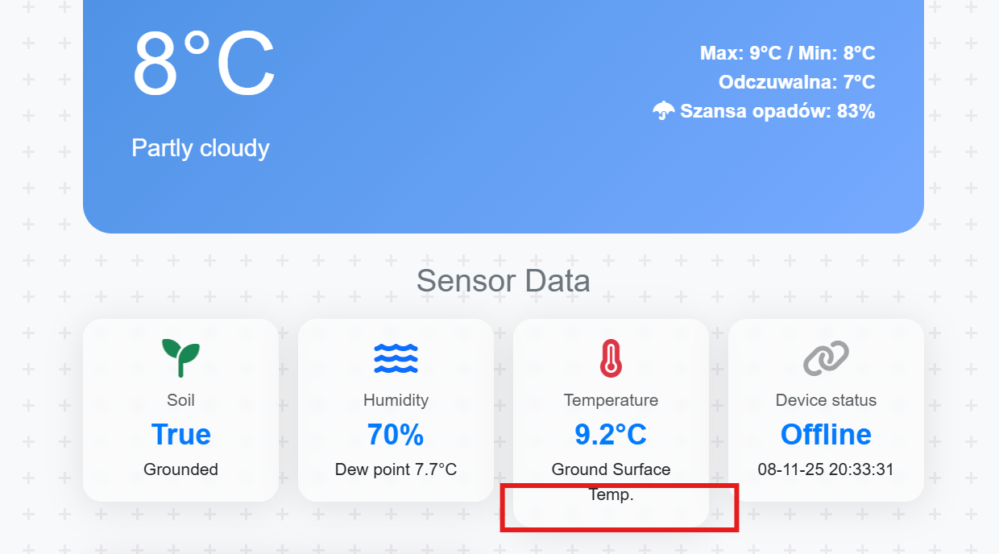 8°C
Max: 9°C / Min: 8°C
Odczuwalna: 7°C
Szansa opadów: 83%
Partly cloudy
Sensor Data
Soil
True
Grounded
Humidity
70%
Dew point 7.7°C
Temperature
9.2°C
Ground Surface
Temp.
Device status
Offline
08-11-25 20:33:31